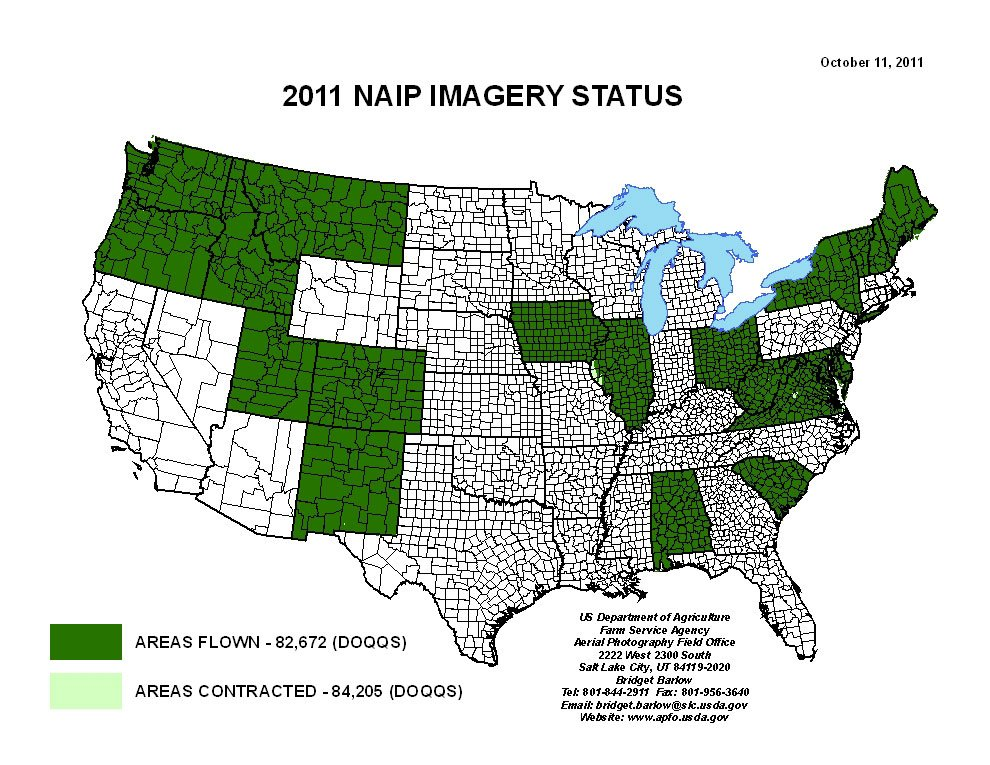 October 11, 2011
2011 NAIP IMAGERY STATUS
AREAS FLOWN - 82,672 (DOQQS)
AREAS CONTRACTED - 84,205 (DOQQS)
US Department of Agriculture
Farm Service Agency
Aerial Photography Field Office
2222 West 2300 South
Salt Lake City, UT 84119-2020
Bridget Barlow
Tel: 801-844-2911 Fax: 801-956-3640
Email: bridget.barlow@slc.usda.gov
Website: www.apfo.usda.gov